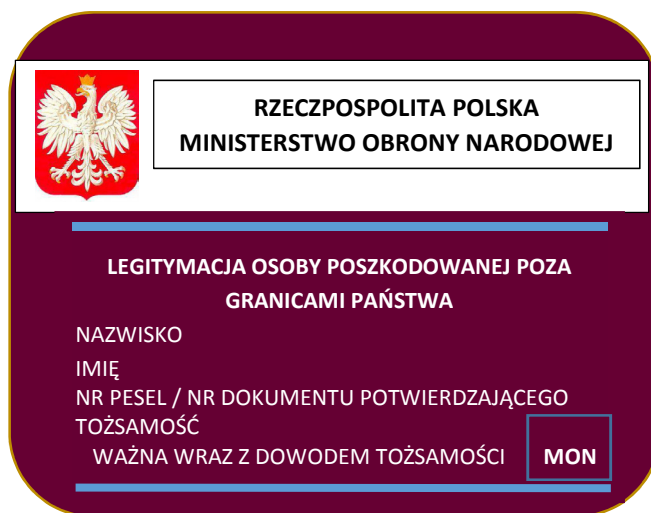 RZECZPOSPOLITA POLSKA
MINISTERSTWO OBRONY NARODOWEJ
LEGITYMACJA OSOBY POSZKODOWANEJ POZA
GRANICAMI PAŃSTWA
NAZWISKO
IMIĘ
NR PESEL / NR DOKUMENTU POTWIERDZAJĄCEGO
TOŻSAMOŚĆ
WAŻNA WRAZ Z DOWODEM TOŻSAMOŚCI MON